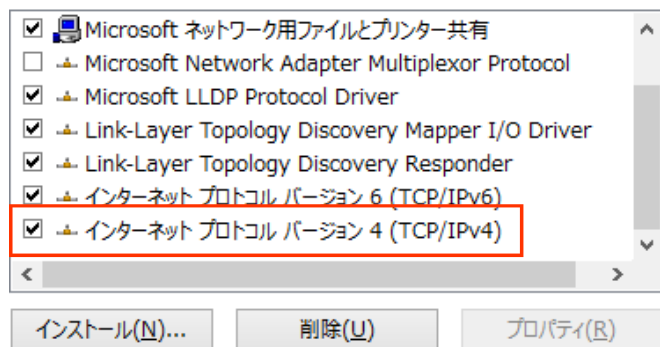 Microsoft ネットワーク用ファイルとプリンター共有
Microsoft Network Adapter Multiplexor Protocol
Microsoft LLDP Protocol Driver
Link-Layer Topology Discovery Mapper I/O Driver
Link-Layer Topology Discovery Responder
インターネット プロトコル バージョン 6 (TCP/IPv6)
インターネット プロトコル バージョン 4 (TCP/IPv4)
インストール(N)... 削除(U) プロパティ(R)